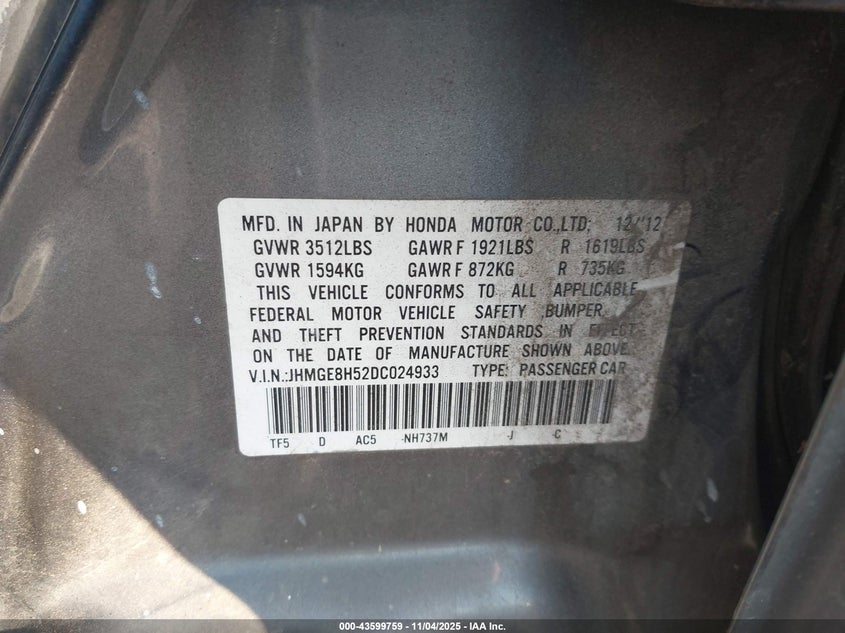 MFD. IN JAPAN BY HONDA MOTOR CO.,LTD; 12/'12
GVWR 3512LBS GAWR F 1921LBS R 1619LBS
GVWR 1594KG GAWR F 872KG R 735KG
THIS VEHICLE CONFORMS TO ALL APPLICABLE
FEDERAL MOTOR VEHICLE SAFETY ,BUMPER,
AND THEFT PREVENTION STANDARDS IN EFFECT
ON THE DATE OF MANUFACTURE SHOWN ABOVE.
V.I.N.:JHMGE8H52DC024933 TYPE: PASSENGER CAR
TF5 D AC5 -NH737M -J -C
000-43599759 - 11/04/2025 - IAA Inc.